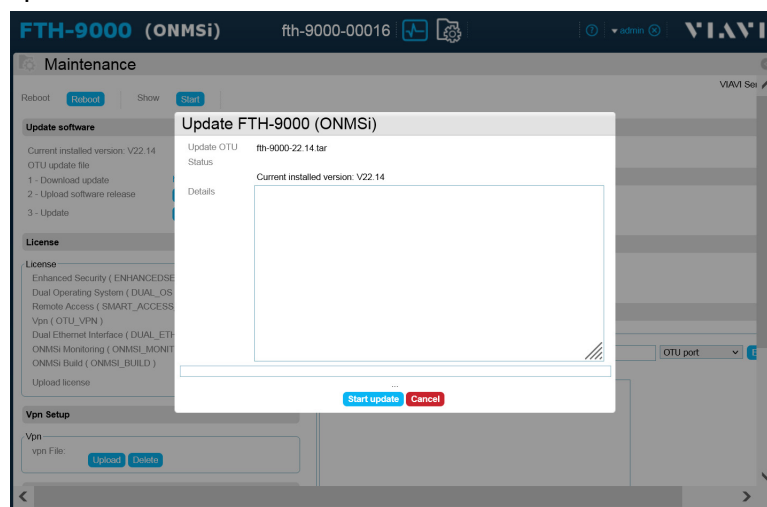 FTH-9000 (ONMSi)
fth-9000-00016
admin
VIAVI
Maintenance
VIAVI Ser
Reboot Reboot Show Start
Update software
Current installed version: V22.14
OTU update file
1 - Download update
2 - Upload software release
3 - Update
License
License
Enhanced Security ( ENHANCEDSE
Dual Operating System ( DUAL_OS
Remote Access ( SMART_ACCESS
Vpn ( OTU_VPN )
Dual Ethernet Interface ( DUAL_ETH
ONMSi Monitoring ( ONMSI_MONIT
ONMSi Build ( ONMSI_BUILD )
Upload license
Vpn Setup
Vpn
vpn File:
Upload Delete
Update FTH-9000 (ONMSi)
Update OTU fth-9000-22.14.tar
Status
Current installed version: V22.14
Details
...
Start update Cancel
OTU port